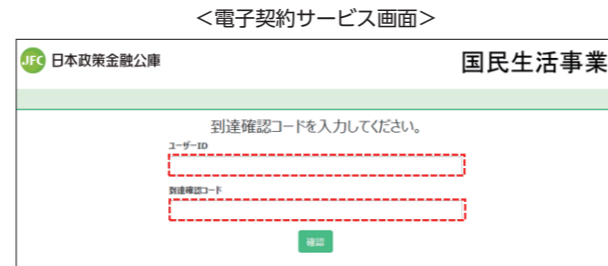 ＜電子契約サービス画面＞
JFC 日本政策金融公庫
国民生活事業
到達確認コードを入力してください。
ユーザーID
到達確認コード
確認